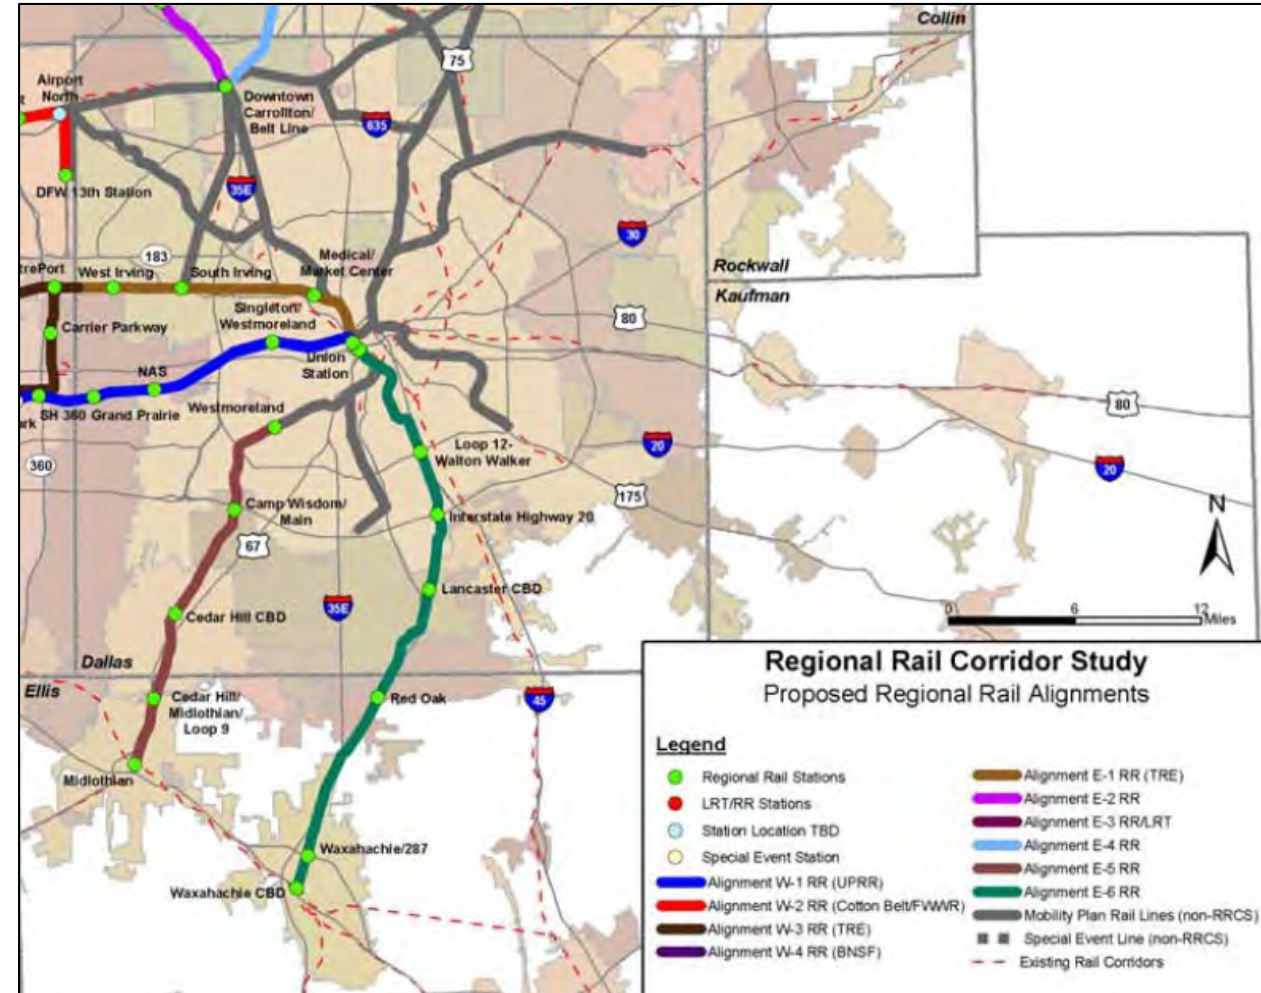 Collin
75
Airport
North
Downtown
Carrollton/
Belt Line
635
DFW 13th Station
35E
30
183
Medical/
Market Center
trePort
West Irving
South Irving
Rockwall
Kaufman
Singleton/
Westmoreland
80
Carrier Parkway
Union
Station
NAS
SH 360
Grand Prairie
Westmoreland
ark
80
Loop 12-
Walton Walker
20
360
20
175
Camp Wisdom/
Main
Interstate Highway 20
N
67
Lancaster CBD
35E
Cedar Hill CBD
0
6
12
Miles
Dallas
Ellis
Cedar Hill/
Midlothian/
Loop 9
Red Oak
45
Midlothian
Waxahachie/287
Waxahachie CBD
Regional Rail Corridor Study
Proposed Regional Rail Alignments
Legend
Regional Rail Stations
LRT/RR Stations
Station Location TBD
Special Event Station
Alignment W-1 RR (UPRR)
Alignment W-2 RR (Cotton Belt/FWWR)
Alignment W-3 RR (TRE)
Alignment W-4 RR (BNSF)
Alignment E-1 RR (TRE)
Alignment E-2 RR
Alignment E-3 RR/LRT
Alignment E-4 RR
Alignment E-5 RR
Alignment E-6 RR
Mobility Plan Rail Lines (non-RRCS)
Special Event Line (non-RRCS)
Existing Rail Corridors